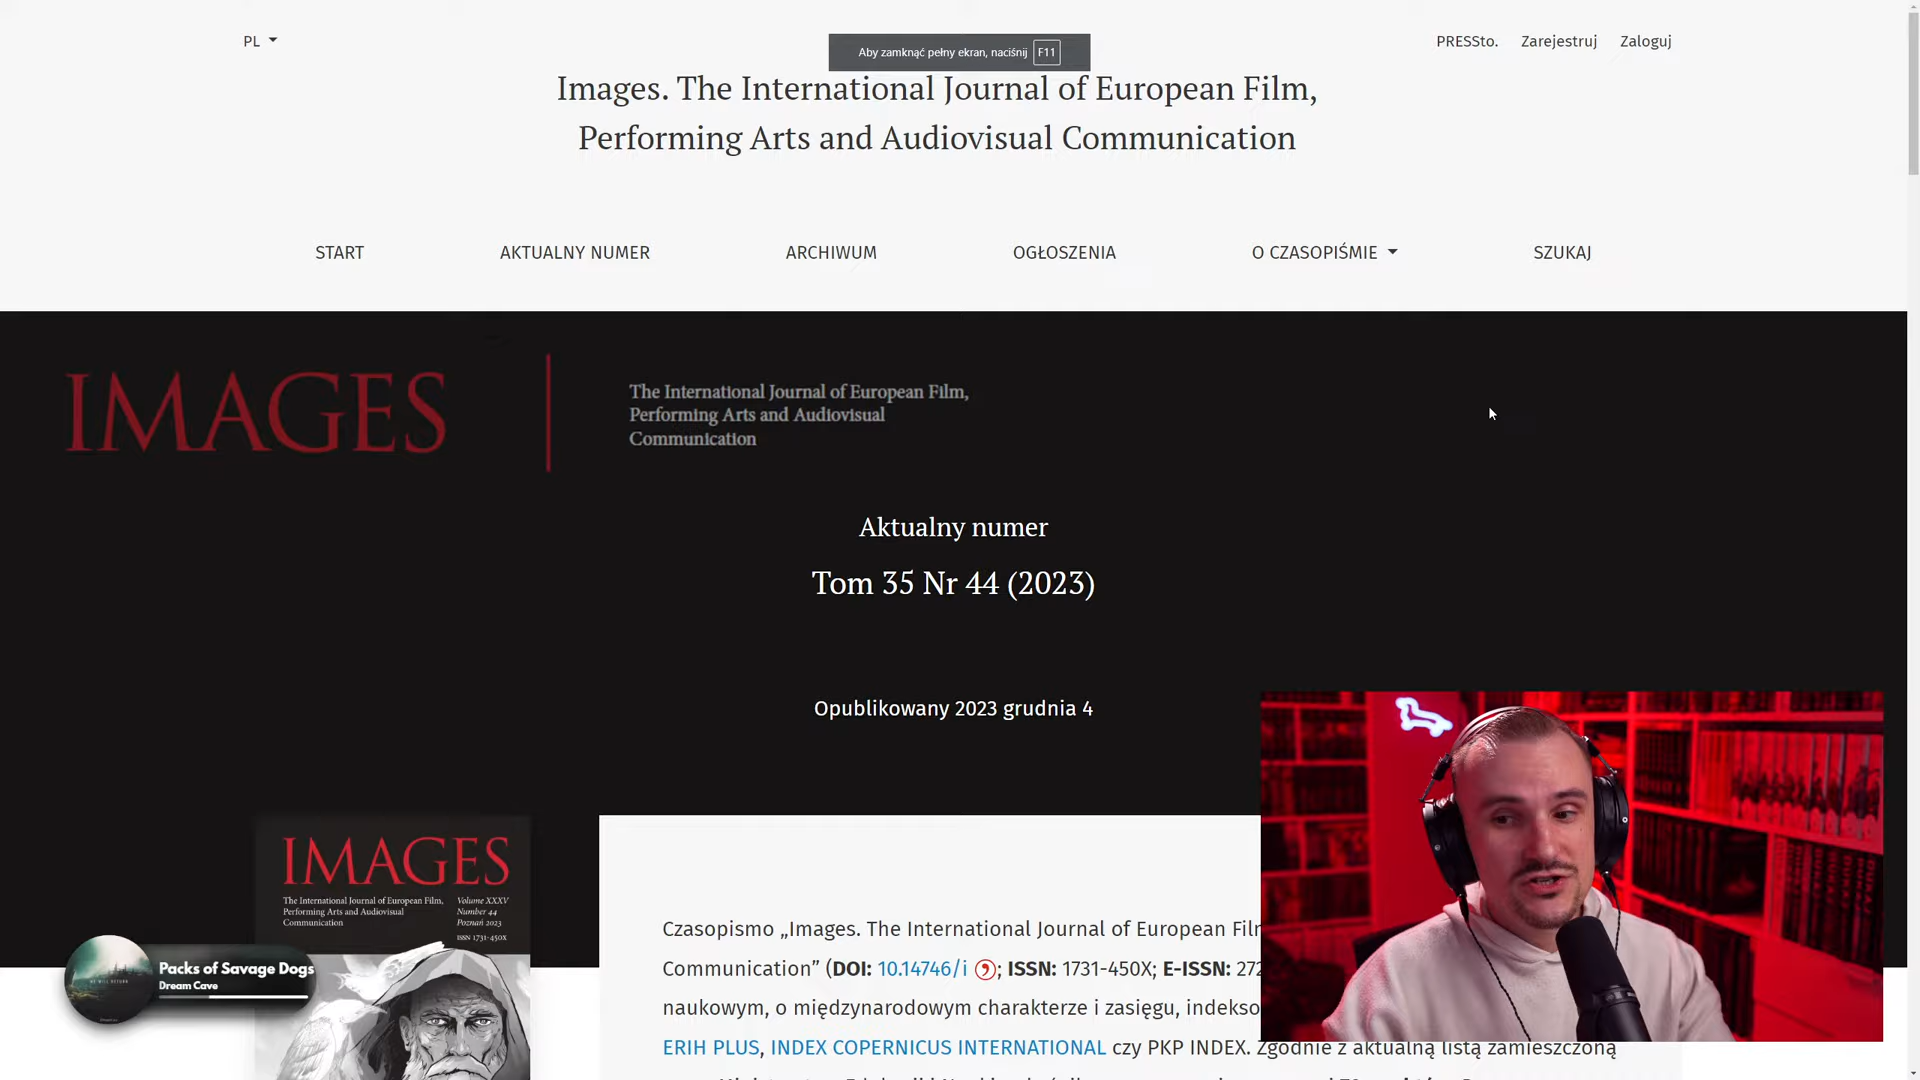 PL
Aby zamknąć pełny ekran, naciśnij F11
PRESSto. Zarejestruj Zaloguj
Images. The International Journal of European Film,
Performing Arts and Audiovisual Communication
START AKTUALNY NUMER ARCHIWUM OGŁOSZENIA O CZASOPIŚMIE SZUKAJ
IMAGES
The International Journal of European Film,
Performing Arts and Audiovisual
Communication
Aktualny numer
Tom 35 Nr 44 (2023)
Opublikowany 2023 grudnia 4
IMAGES
The International Journal of European Film,
Performing Arts and Audiovisual
Communication
Volume XXXV
Number 44
Poznań 2023
ISSN 1731-450X
Packs of Savage Dogs
Dream Cave
Czasopismo „Images. The International Journal of European
Communication” (DOI: 10.14746/i ; ISSN: 1731-450X; E-ISSN:
naukowym, o międzynarodowym charakterze i zasięgu,
ERIH PLUS, INDEX COPERNICUS INTERNATIONAL czy PKP INDEX. Zgodnie z aktualną listą zamieszczoną